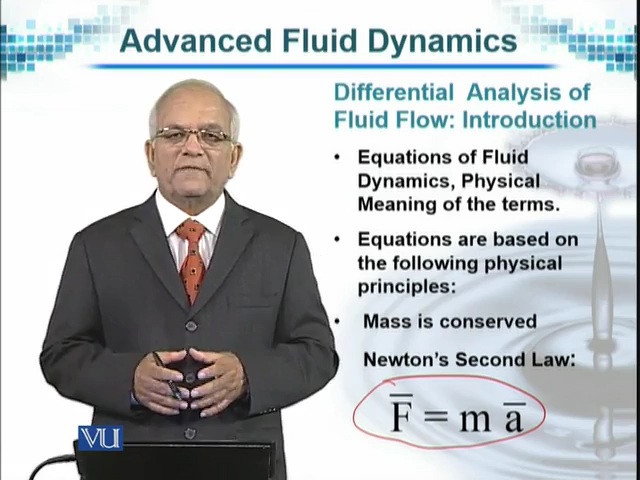 Advanced Fluid Dynamics
Differential Analysis of
Fluid Flow: Introduction
• Equations of Fluid
Dynamics, Physical
Meaning of the terms.
• Equations are based on
the following physical
principles:
• Mass is conserved
Newton's Second Law:
F̅ = m a̅
VU